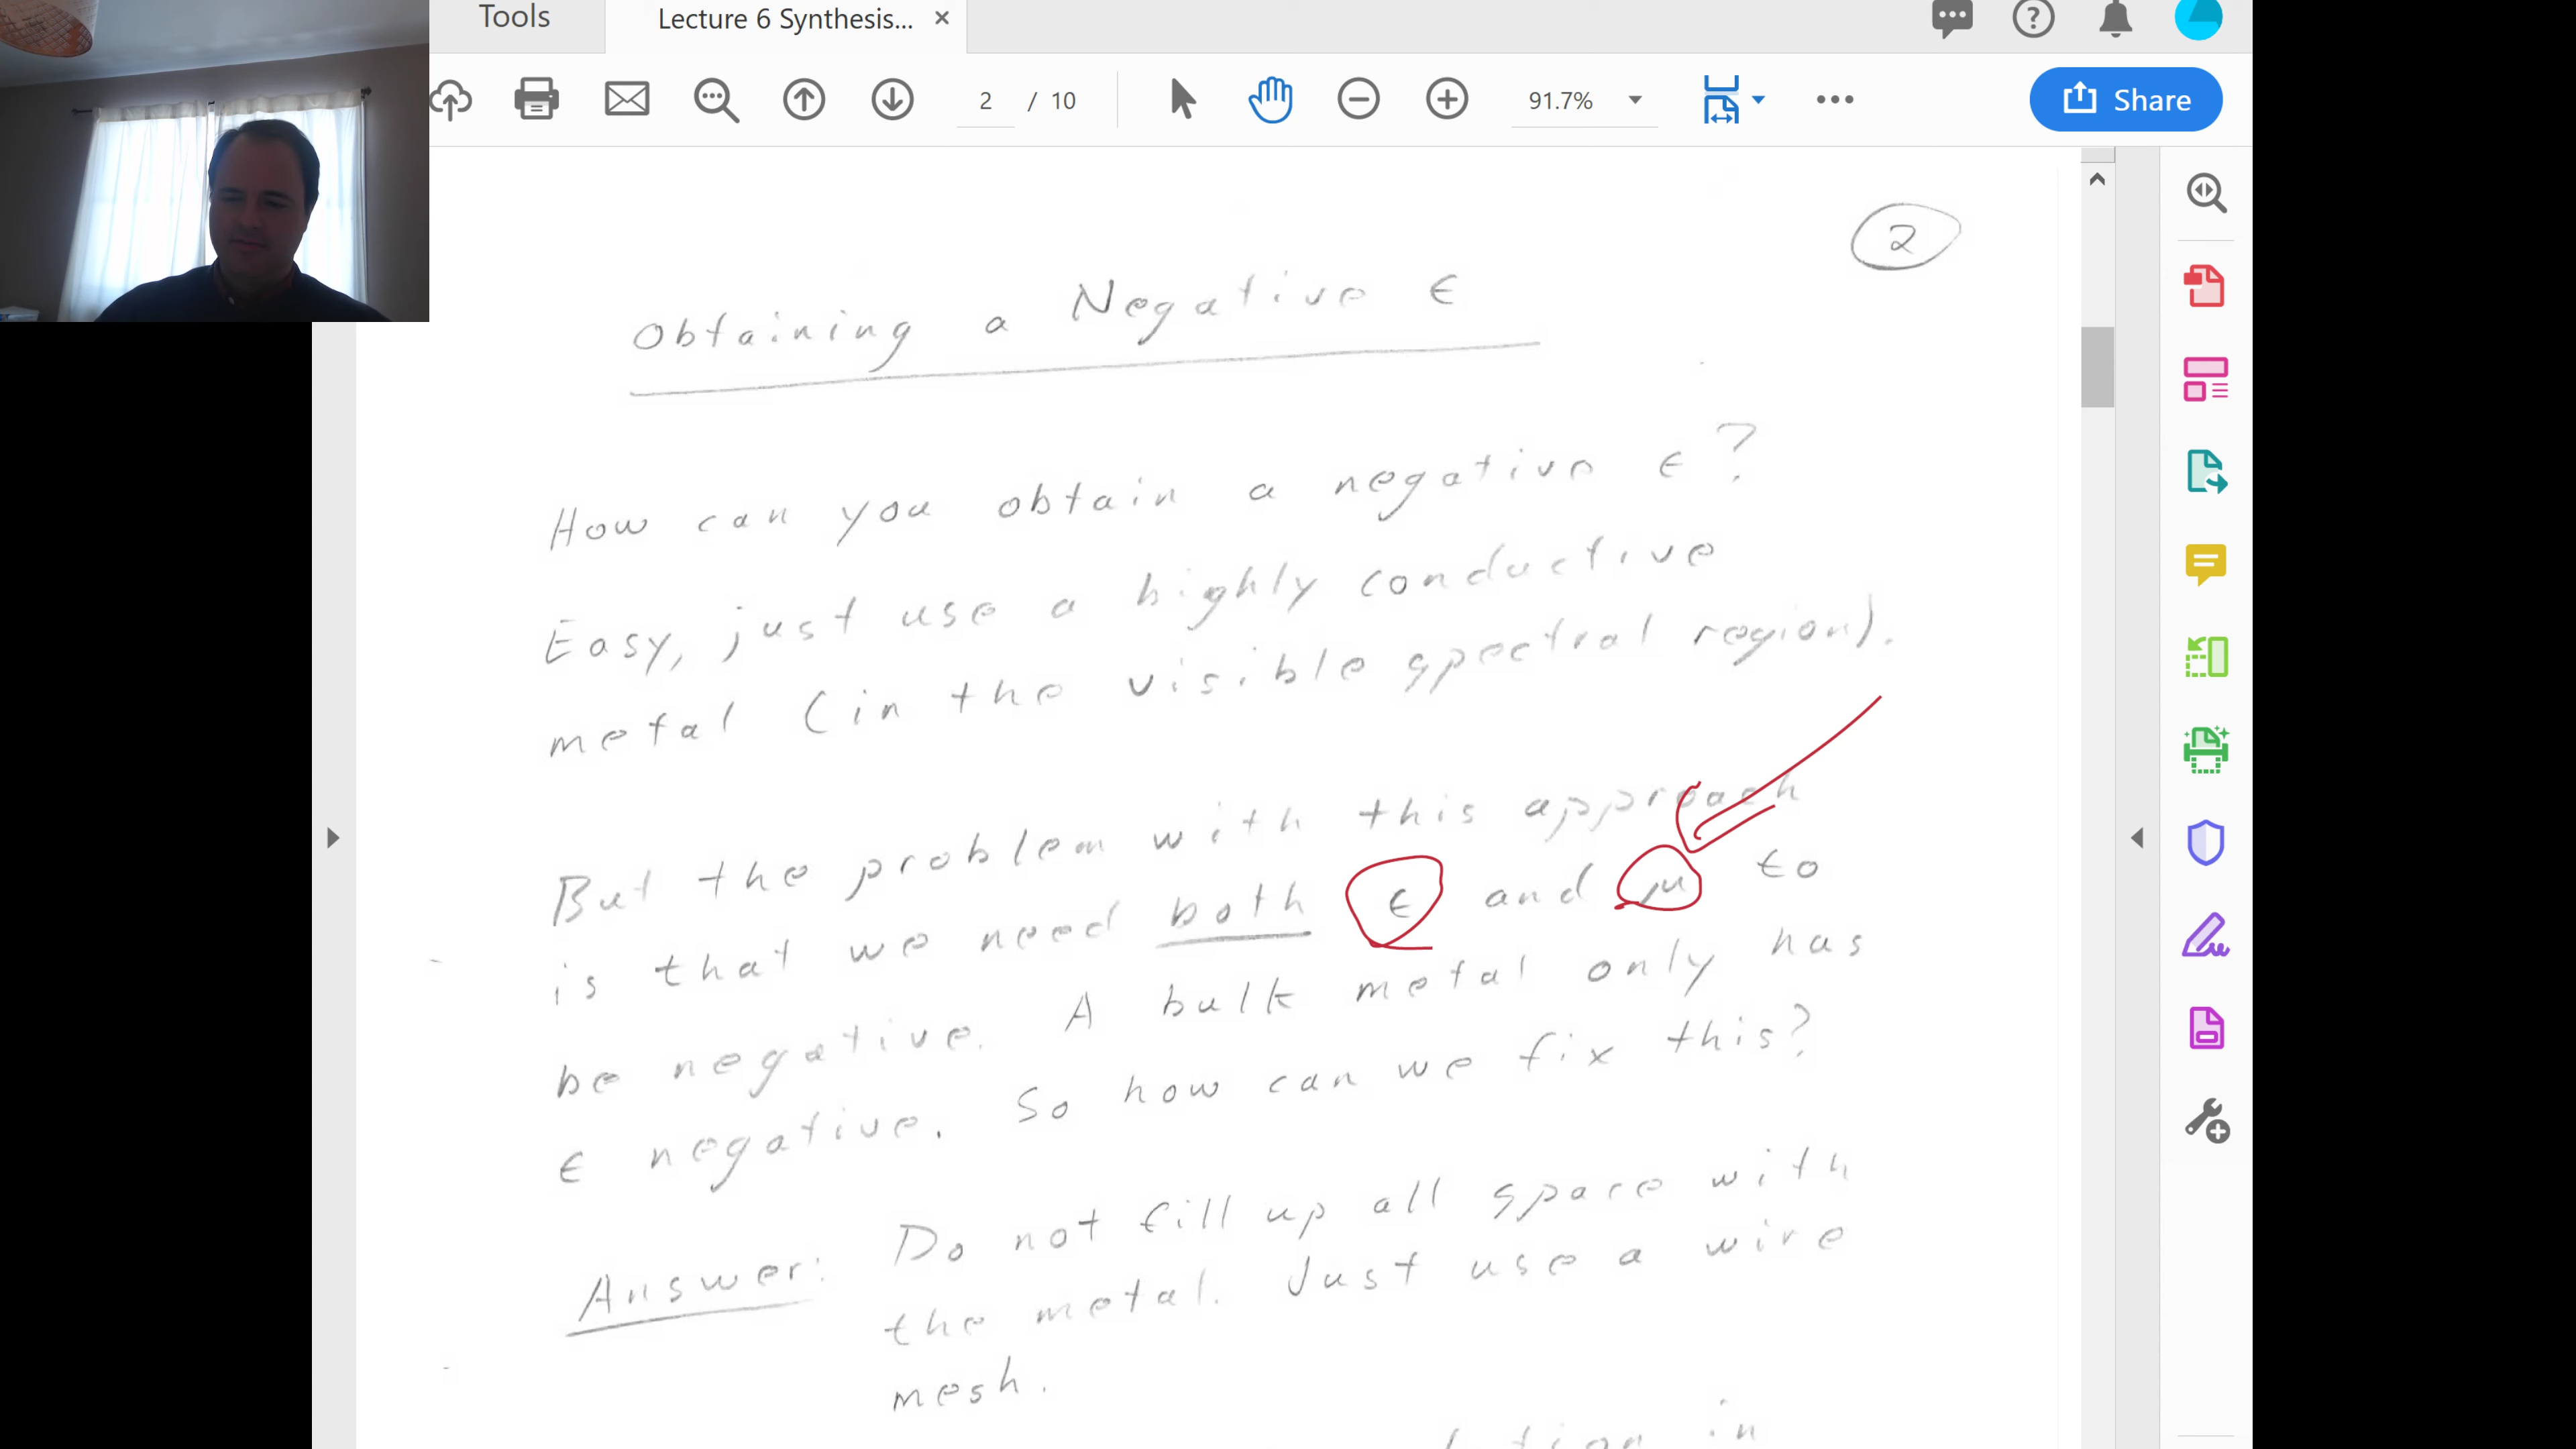 Tools
Lecture 6 Synthesis... ×
2 / 10
91.7%
Share
2
Obtaining a Negative ϵ
How can you obtain a negative ϵ?
Easy, just use a highly conductive
metal (in the visible spectral region).
But the problem with this approach
is that we need both ϵ and μ to
be negative. A bulk metal only has
ϵ negative. So how can we fix this?
Answer: Do not fill up all space with
the metal. Just use a wire
mesh.
in